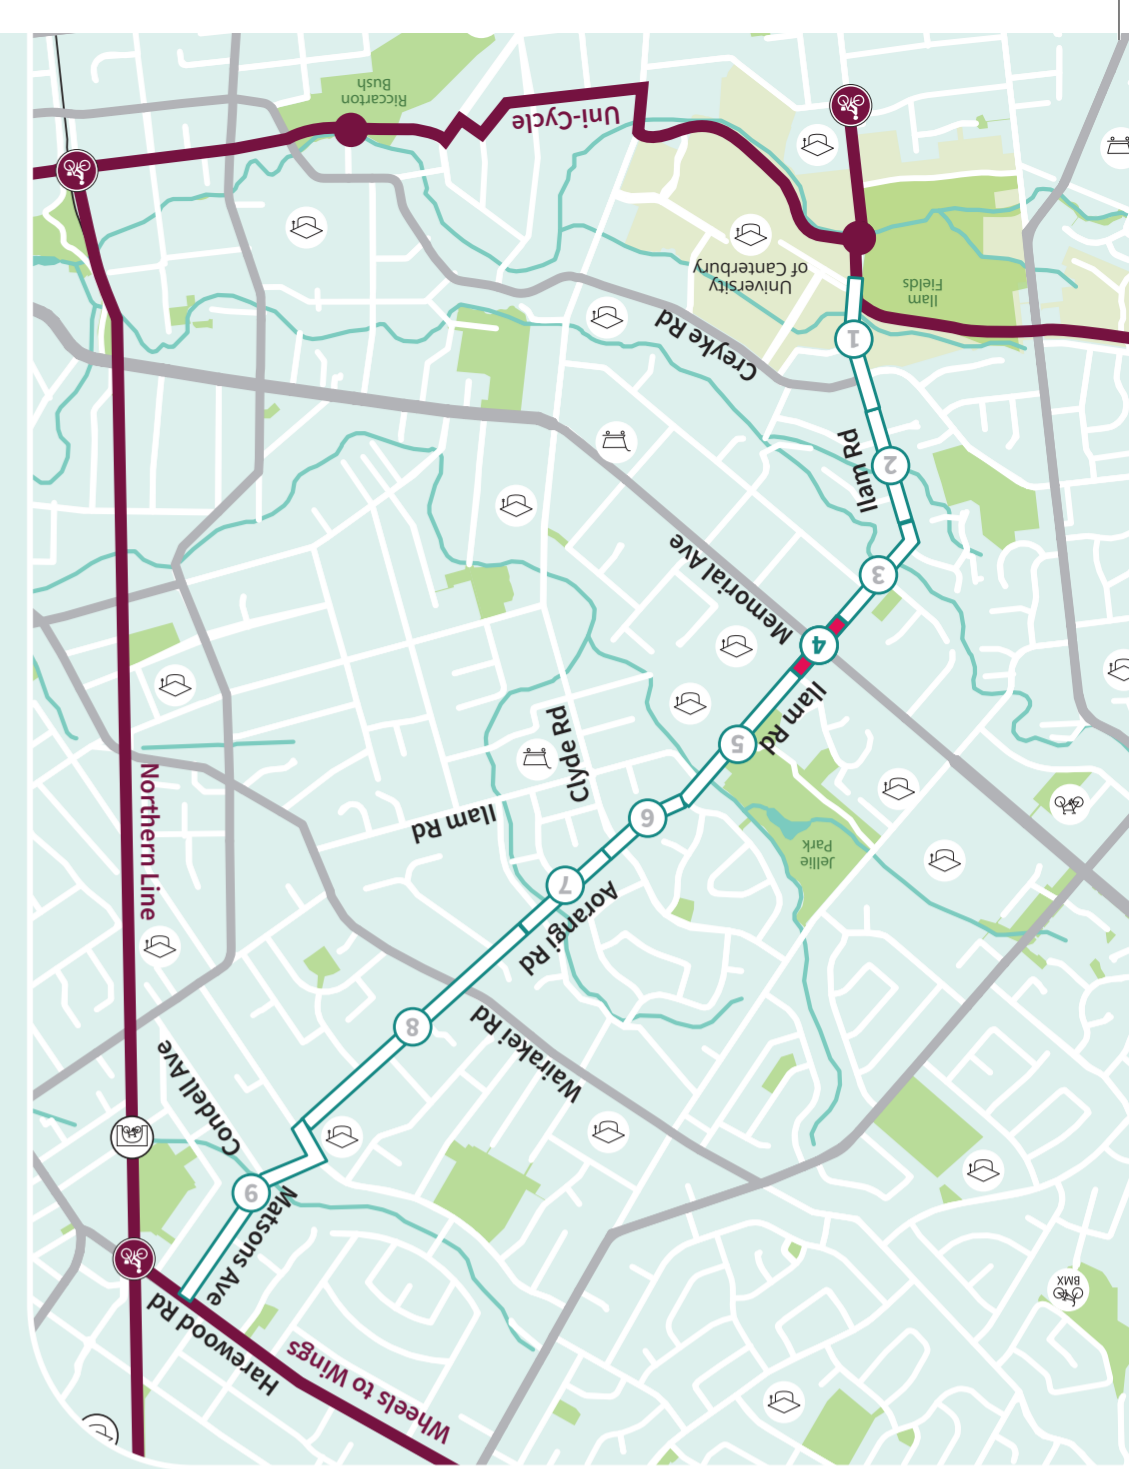 BMX
Wheels to Wings
Harewood Rd
Matsons Ave
9
Condell Ave
Wairakei Rd
8
Aorangi Rd
7
Northern Line
Jellie
Park
6
Ilam Rd
Clyde Rd
5
Ilam Rd
4
Memorial Ave
3
2
Ilam Rd
Creyke Rd
1
Ilam
Fields
University
of Canterbury
Uni-Cycle
Riccarton
Bush